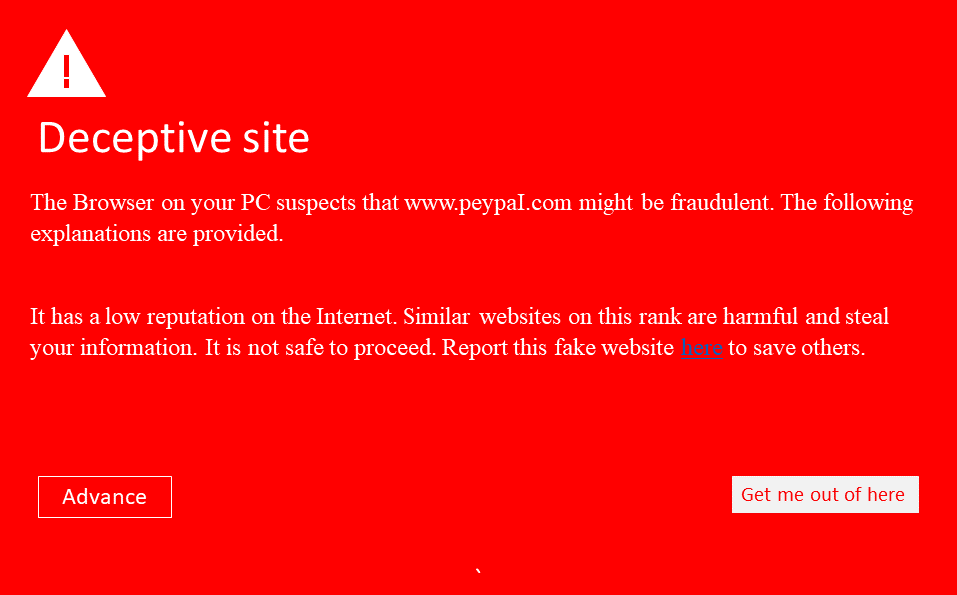 !
Deceptive site
The Browser on your PC suspects that www.peypaI.com might be fraudulent. The following
explanations are provided.
It has a low reputation on the Internet. Similar websites on this rank are harmful and steal
your information. It is not safe to proceed. Report this fake website here to save others.
Advance
Get me out of here
`